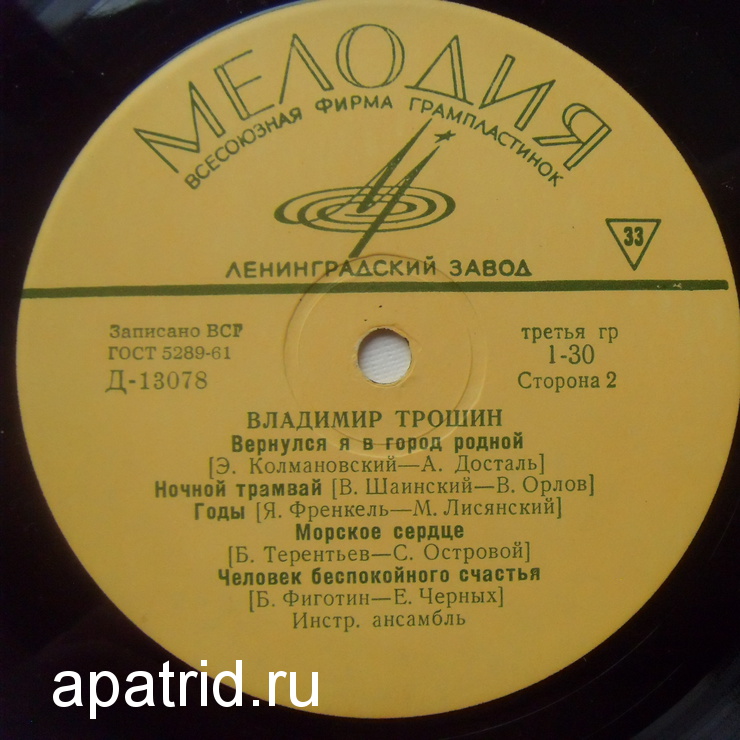 МЕЛОДИЯ
ВСЕСОЮЗНАЯ ФИРМА ГРАМПЛАСТИНОК
33
ЛЕНИНГРАДСКИЙ ЗАВОД
Записано ВСГ
ГОСТ 5289-61
Д-13078
третья гр
1-30
Сторона 2
ВЛАДИМИР ТРОШИН
Вернулся я в город родной
[Э. Колмановский—А. Досталь]
Ночной трамвай [В. Шаинский—В. Орлов]
Годы [Я. Френкель—М. Лисянский]
Морское сердце
[Б. Терентьев—С. Островой]
Человек беспокойного счастья
[Б. Фиготин—Е. Черных]
Инстр. ансамбль
apatrid.ru